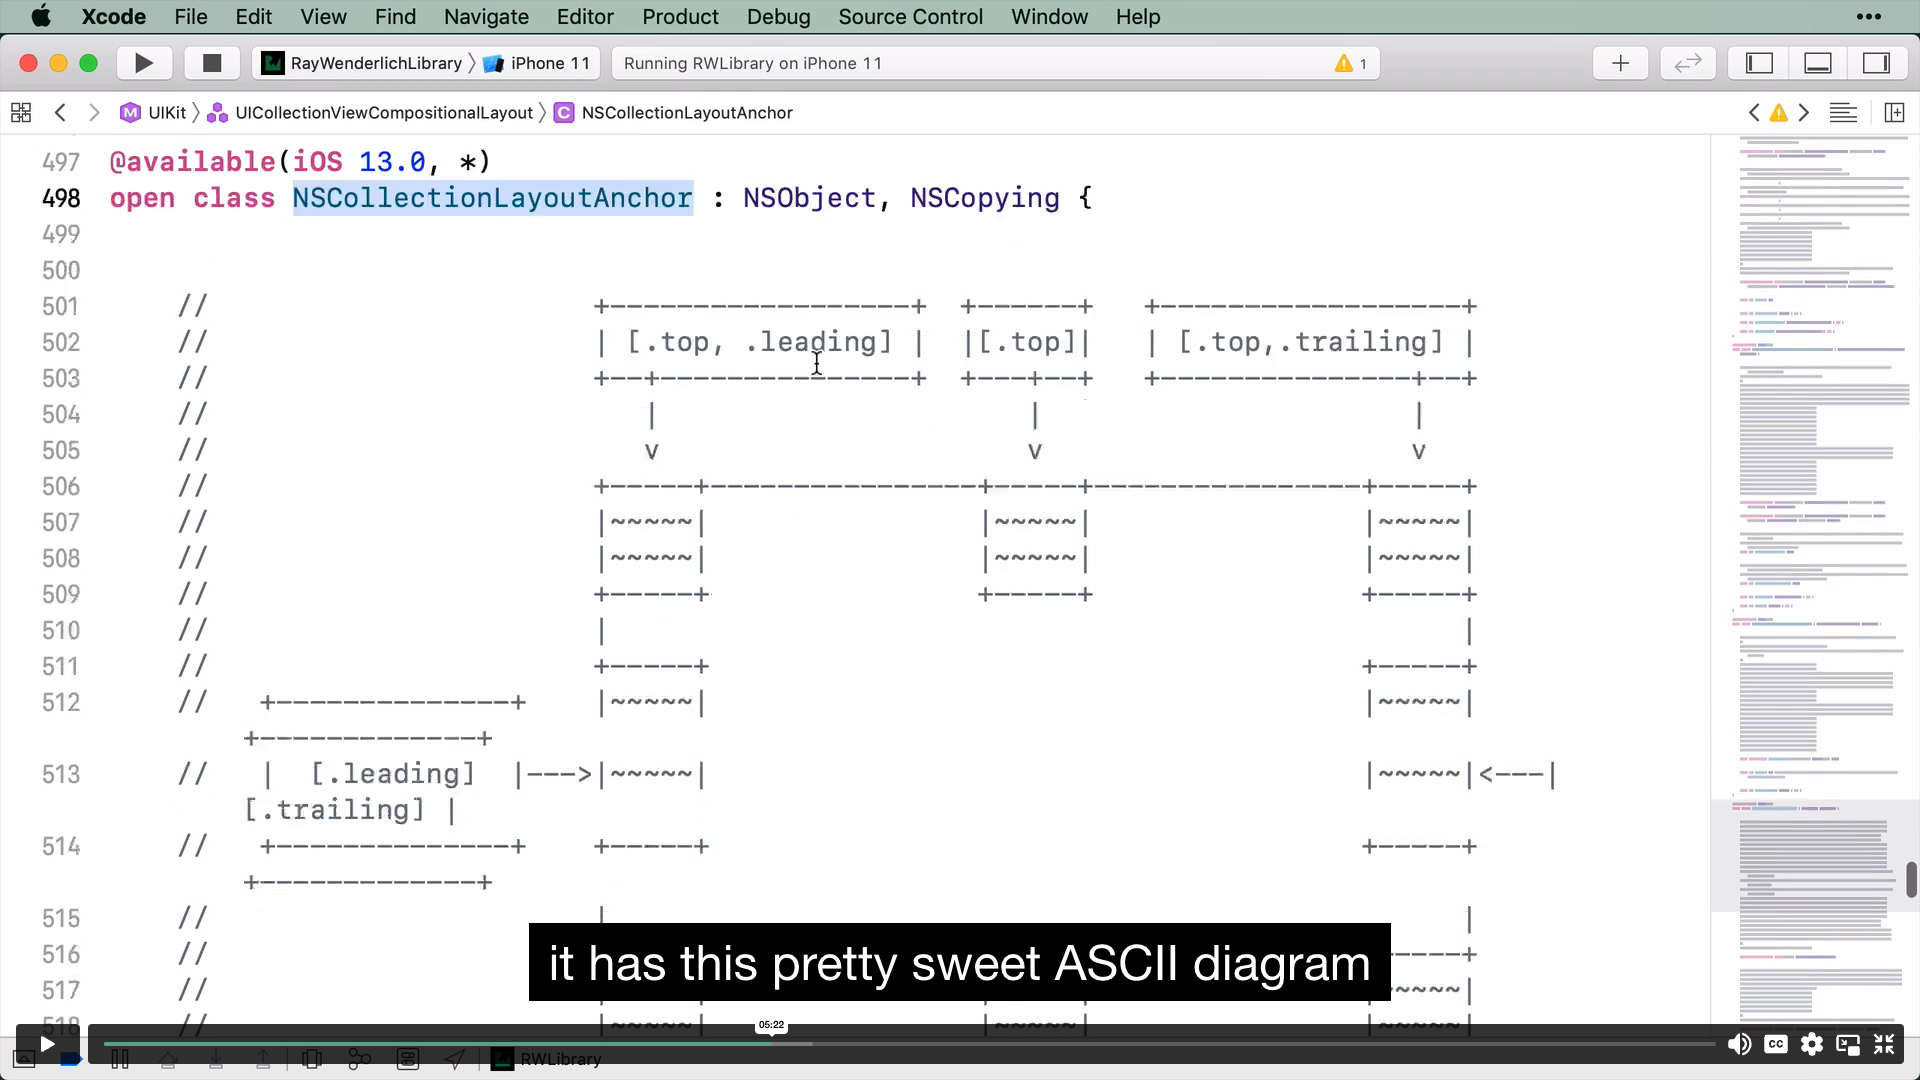 Xcode File Edit View Find Navigate Editor Product Debug Source Control Window Help •••
RayWenderlichLibrary 〉 iPhone 11 Running RWLibrary on iPhone 11 1
UIKit 〉 UICollectionViewCompositionalLayout 〉 C NSCollectionLayoutAnchor
497 @available(iOS 13.0, *)
498 open class NSCollectionLayoutAnchor : NSObject, NSCopying {
499
500
501 // +------------------+ +------+ +------------------+
502 // | [.top, .leading] | |[.top]| | [.top,.trailing] |
503 // +--+---------------+ +---+--+ +---------------+--+
504 // | | |
505 // v v v
506 // +-----+----------------+-----+----------------+-----+
507 // |~~~~~| |~~~~~| |~~~~~|
508 // |~~~~~| |~~~~~| |~~~~~|
509 // +-----+ +-----+ +-----+
510 // | |
511 // +-----+ +-----+
512 // +--------------+ |~~~~~| |~~~~~|
+-------------+
513 // | [.leading] |--->|~~~~~| |~~~~~|<---|
[.trailing] |
514 // +--------------+ +-----+ +-----+
+-------------+
515 // | |
516 // -----+
517 // ~~~~~|
518 | ~~~~~| |~~~~~| |~~~~~|
it has this pretty sweet ASCII diagram
05:22
CC
RWLibrary